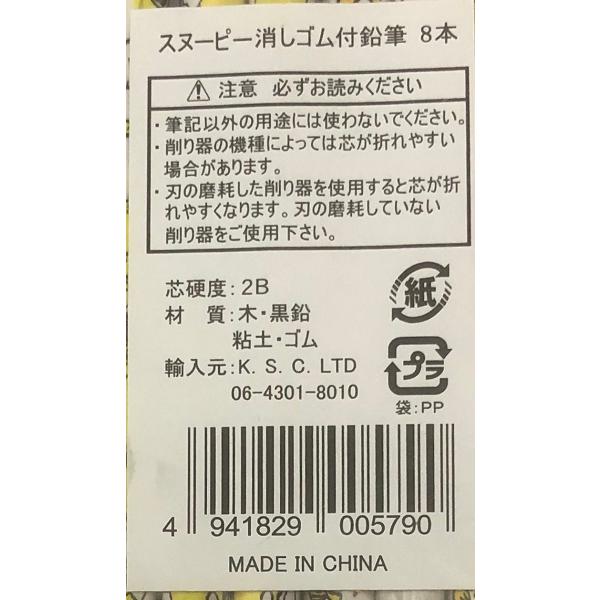 スヌーピー消しゴム付鉛筆 8本
注意 必ずお読みください
・筆記以外の用途には使わないでください。
・削り器の機種によっては芯が折れやすい
場合があります。
・刃の磨耗した削り器を使用すると芯が折
れやすくなります。刃の磨耗していない
削り器をご使用下さい。
芯硬度：2B
材　質：木・黒鉛
粘土・ゴム
輸入元：K. S. C. LTD
06-4301-8010
紙
プラ
袋：PP
4 941829 005790
MADE IN CHINA